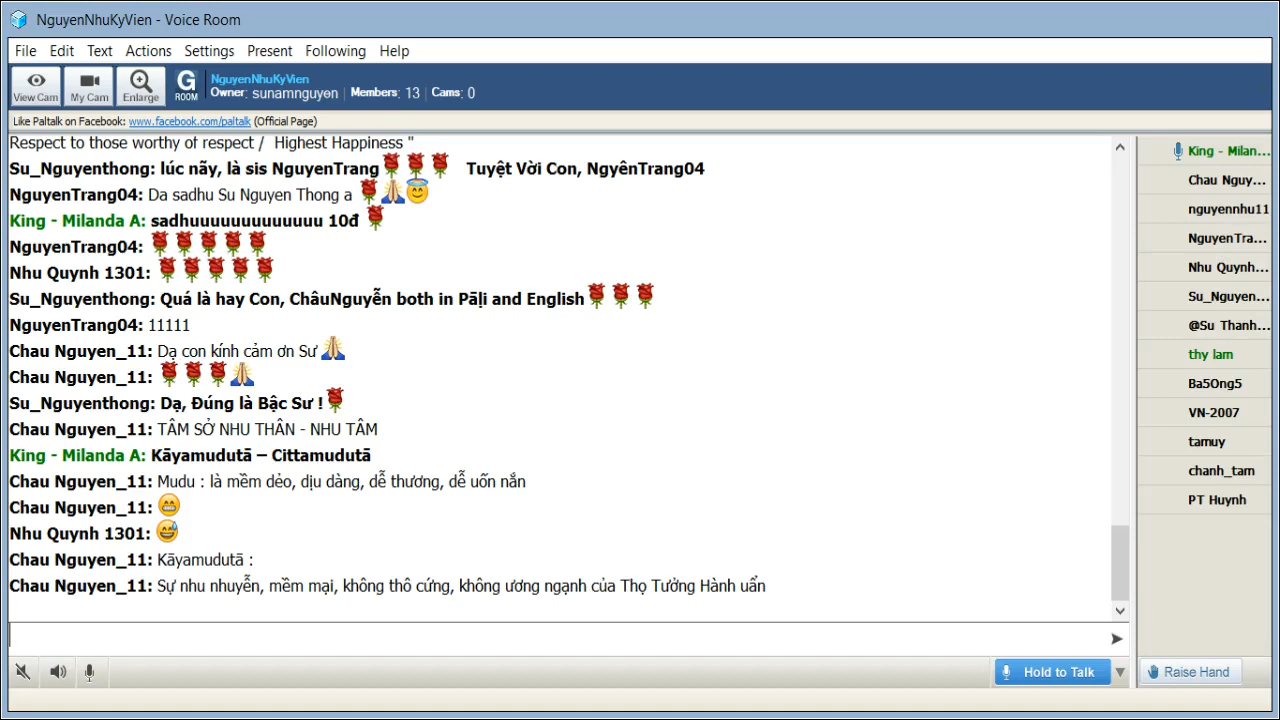 NguyenNhuKyVien - Voice Room
File Edit Text Actions Settings Present Following Help
View Cam My Cam Enlarge G ROOM
NguyenNhuKyVien
Owner: sunamnguyen Members: 13 Cams: 0
Like Paltalk on Facebook: www.facebook.com/paltalk (Official Page)
Respect to those worthy of respect / Highest Happiness "
Su_Nguyenthong: lúc nãy, là sis NguyenTrang🌹🌹🌹 Tuyệt Vời Con, NgyênTrang04
NguyenTrang04: Da sadhu Su Nguyen Thong a 🌹🙏😇
King - Milanda A: sadhuuuuuuuuuuuuu 10đ 🌹
NguyenTrang04: 🌹🌹🌹🌹🌹
Nhu Quynh 1301: 🌹🌹🌹🌹🌹
Su_Nguyenthong: Quá là hay Con, ChâuNguyễn both in Pāḷi and English🌹🌹🌹
NguyenTrang04: 11111
Chau Nguyen_11: Dạ con kính cảm ơn Sư 🙏
Chau Nguyen_11: 🌹🌹🌹🙏
Su_Nguyenthong: Dạ, Đúng là Bậc Sư !🌹
Chau Nguyen_11: TÂM SỞ NHU THÂN - NHU TÂM
King - Milanda A: Kāyamudutā – Cittamudutā
Chau Nguyen_11: Mudu : là mềm dẻo, dịu dàng, dễ thương, dễ uốn nắn
Chau Nguyen_11: 😁
Nhu Quynh 1301: 😅
Chau Nguyen_11: Kāyamudutā :
Chau Nguyen_11: Sự nhu nhuyễn, mềm mại, không thô cứng, không ương ngạnh của Thọ Tưởng Hành uẩn
King - Milan...
Chau Nguy...
nguyennhu11
NguyenTra...
Nhu Quynh...
Su_Nguyen...
@Su Thanh...
thy lam
Ba5Ong5
VN-2007
tamuy
chanh_tam
PT Huynh
Hold to Talk
Raise Hand